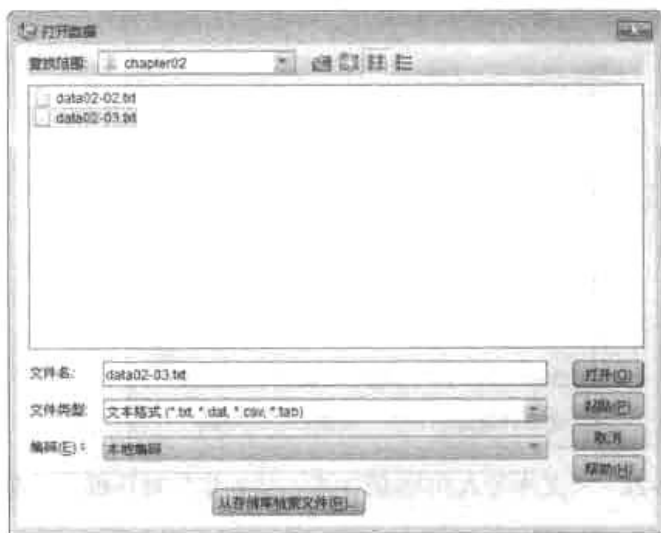 打开数据
查找范围: chapter02
data02-02.txt
data02-03.txt
文件名: data02-03.txt
文件类型: 文本格式 (*.txt, *.dat, *.csv, *.tab)
编码(E): 本地编码
打开(O)
粘贴(P)
取消
帮助(H)
从存储库检索文件(R)...